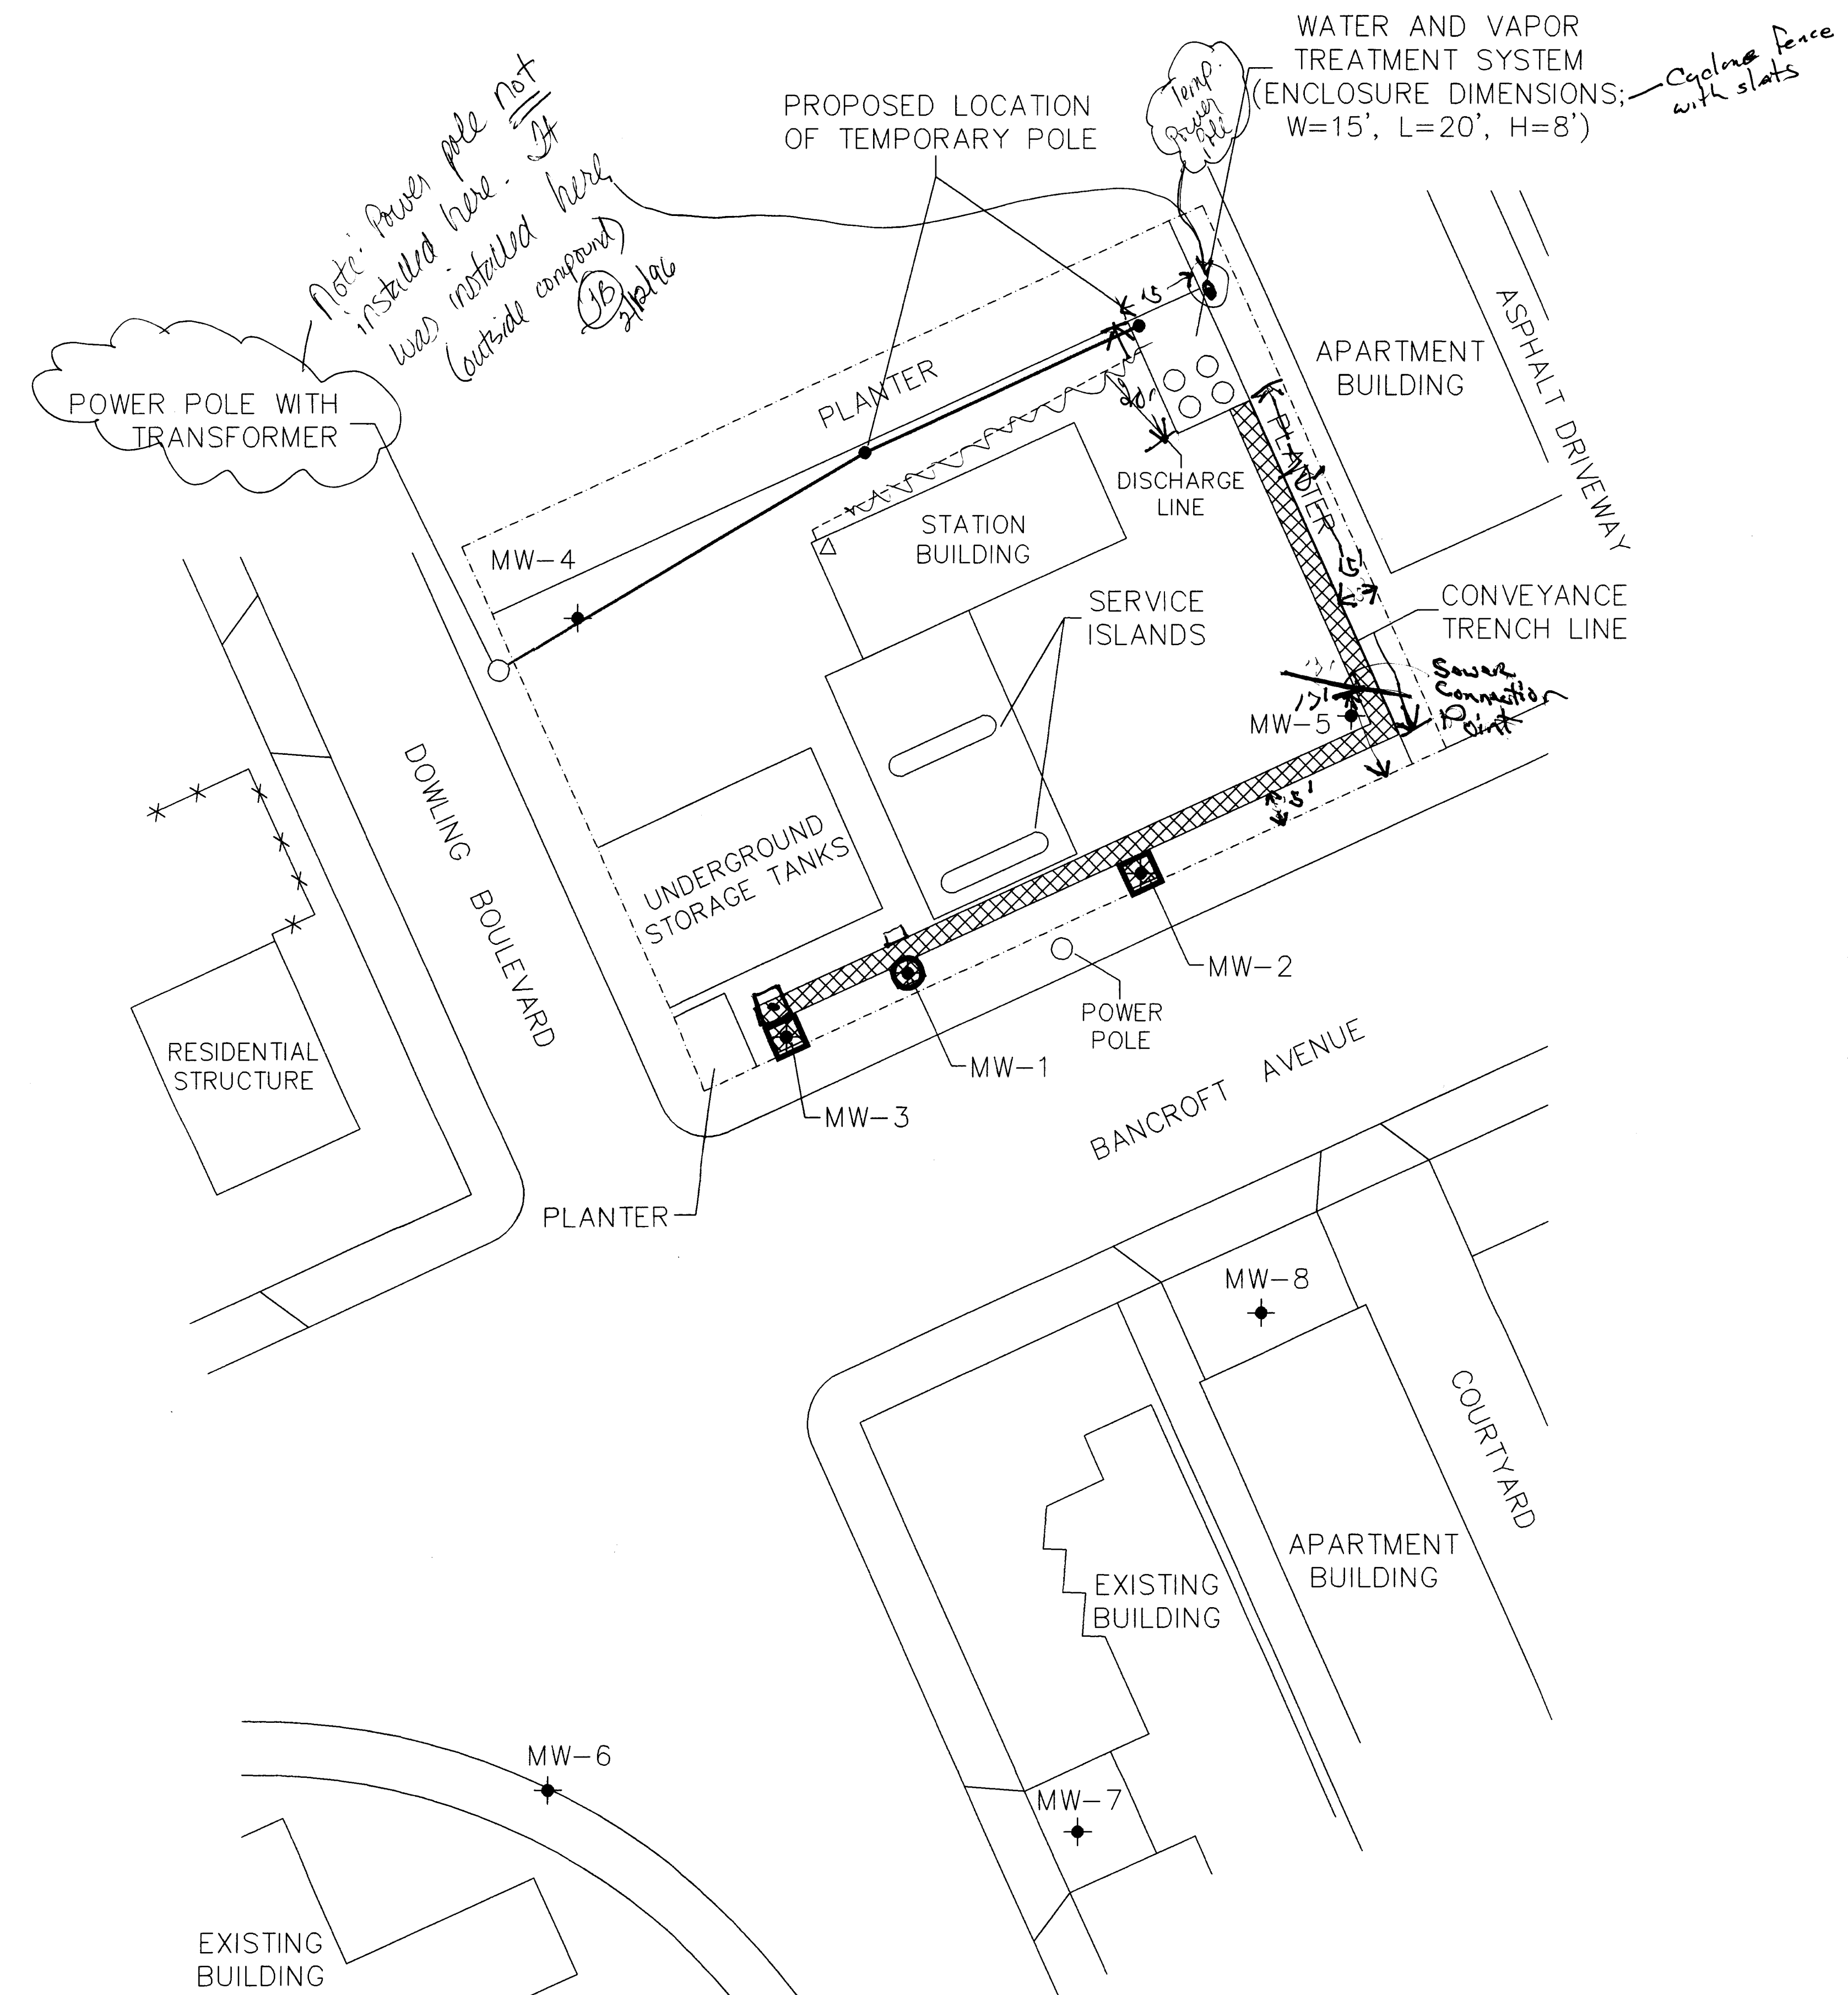 WATER AND VAPOR
TREATMENT SYSTEM
(ENCLOSURE DIMENSIONS;
W=15', L=20', H=8')
Cyclone Fence
with slats
Temp.
Power
Pole
PROPOSED LOCATION
OF TEMPORARY POLE
Note: Power pole not
installed here. It
was installed here
(outside compound)
JB
2/12/96
POWER POLE WITH
TRANSFORMER
PLANTER
15
20'
APARTMENT
BUILDING
ASPHALT DRIVEWAY
PLANTER
DISCHARGE
LINE
STATION
BUILDING
MW-4
SERVICE
ISLANDS
5'
CONVEYANCE
TRENCH LINE
Sewer
Connection
Point
MW-5
5'
DOWLING BOULEVARD
UNDERGROUND
STORAGE TANKS
MW-2
POWER
POLE
MW-1
MW-3
RESIDENTIAL
STRUCTURE
BANCROFT AVENUE
PLANTER
MW-8
COURTYARD
APARTMENT
BUILDING
EXISTING
BUILDING
MW-6
MW-7
EXISTING
BUILDING